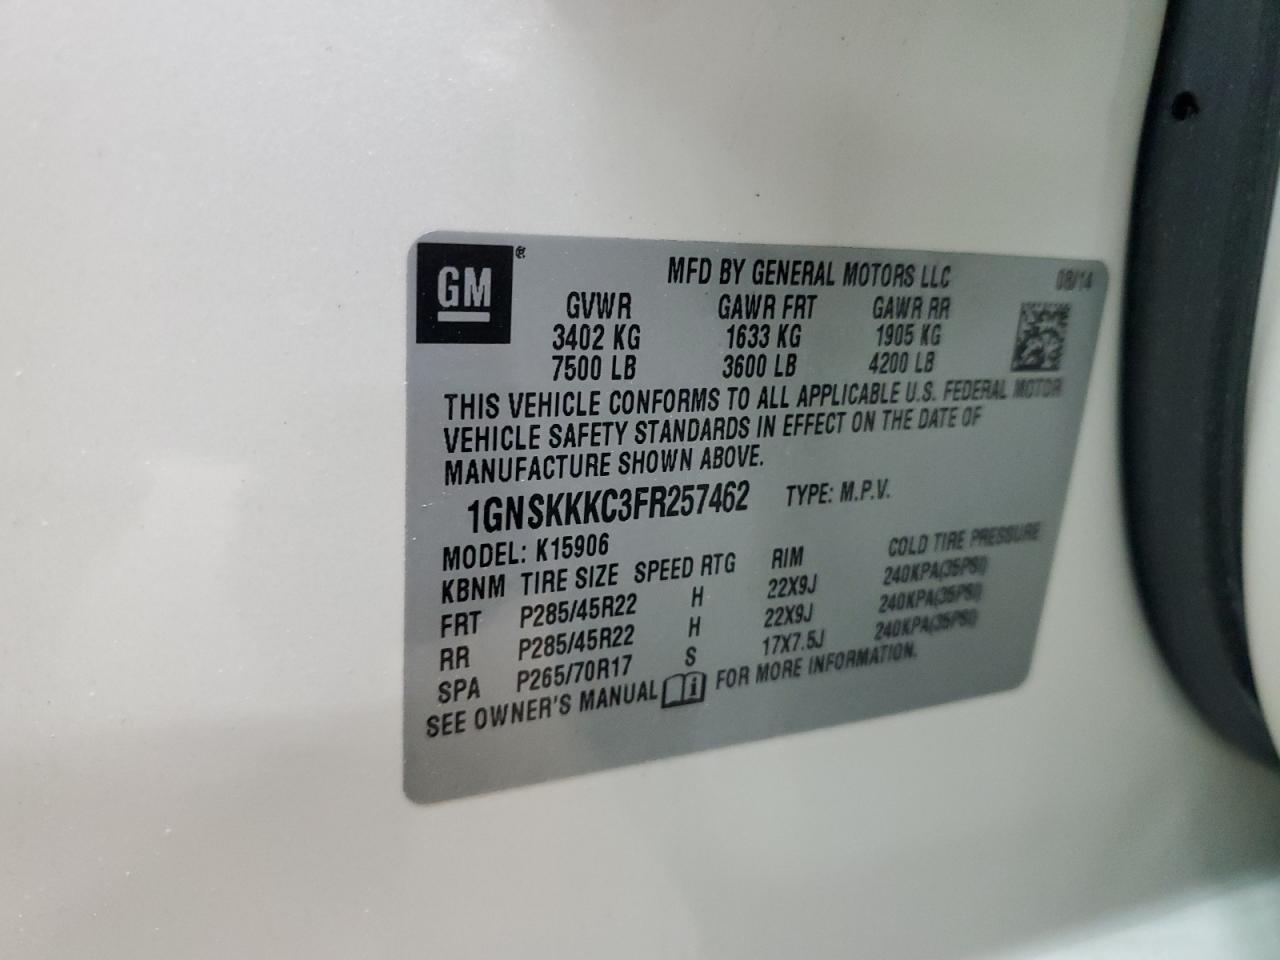 GM®
MFD BY GENERAL MOTORS LLC 08/14
GVWR GAWR FRT GAWR RR
3402 KG 1633 KG 1905 KG
7500 LB 3600 LB 4200 LB
THIS VEHICLE CONFORMS TO ALL APPLICABLE U.S. FEDERAL MOTOR
VEHICLE SAFETY STANDARDS IN EFFECT ON THE DATE OF
MANUFACTURE SHOWN ABOVE.
1GNSKKKC3FR257462 TYPE: M.P.V.
MODEL: K15906
KBNM TIRE SIZE SPEED RTG RIM COLD TIRE PRESSURE
FRT P285/45R22 H 22X9J 240KPA(35PSI)
RR P285/45R22 H 22X9J 240KPA(35PSI)
SPA P265/70R17 S 17X7.5J 240KPA(35PSI)
SEE OWNER'S MANUAL FOR MORE INFORMATION.